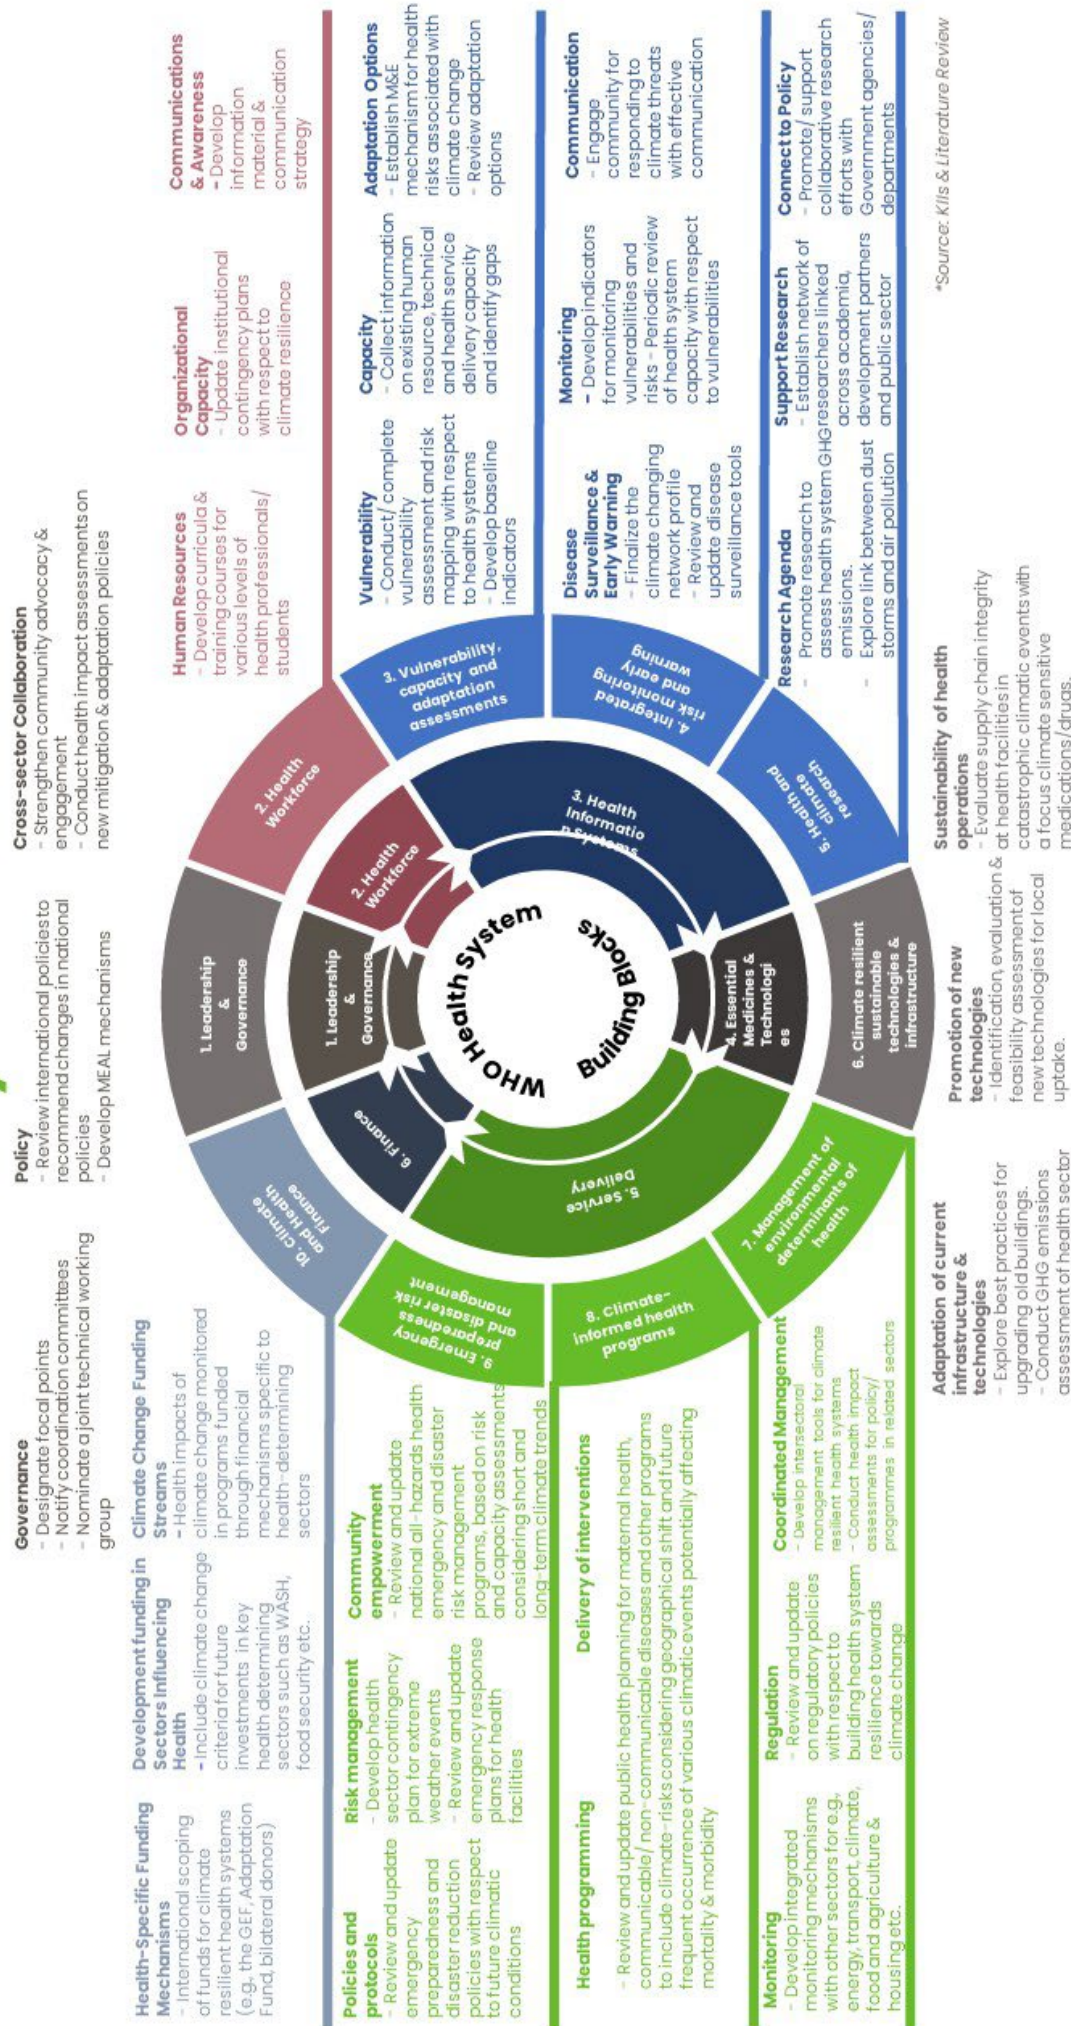 Governance
- Designate focal points
- Notify coordination committees
- Nominate a joint technical working
group
Policy
- Review international policies to
recommend changes in national
policies
- Develop MEAL mechanisms
Cross-sector Collaboration
- Strengthen community advocacy &
engagement
- Conduct health impact assessments on
new mitigation & adaptation policies
Health-Specific Funding
Mechanisms
- International scoping
of funds for climate
resilient health systems
(e.g., the GEF, Adaptation
Fund, bilateral donors)
Development funding in
Sectors Influencing
Health
- Include climate change
criteria for future
investments in key
health determining
sectors such as WASH,
food security etc.
Climate Change Funding
Streams
- Health impacts of
climate change monitored
in programs funded
through financial
mechanisms specific to
health-determining
sectors
Human Resources
- Develop curricula &
training courses for
various levels of
health professionals/
students
Organizational
Capacity
- Update institutional
contingency plans
with respect to
climate resilience
Communications
& Awareness
- Develop
information
material &
communication
strategy
Policies and
protocols
- Review and update
emergency
preparedness and
disaster reduction
policies with respect
to future climatic
conditions
Risk management
- Develop health
sector contingency
plan for extreme
weather events
- Review and update
emergency response
plans for health
facilities
Community
empowerment
- Review and update
national all-hazards health
emergency and disaster
risk management
programs, based on risk
and capacity assessments
considering short and
long-term climate trends
Vulnerability
- Conduct/ complete
vulnerability
assessment and risk
mapping with respect
to health systems
- Develop baseline
indicators
Capacity
- Collect information
on existing human
resource, technical
and health service
delivery capacity
and identify gaps
Adaptation Options
- Establish M&E
mechanism for health
risks associated with
climate change
- Review adaptation
options
Health programming
Delivery of interventions
- Review and update public health planning for maternal health,
communicable/ non-communicable diseases and other programs
to include climate-risks considering geographical shift and future
frequent occurrence of various climatic events potentially affecting
mortality & morbidity
Disease
Surveillance &
Early Warning
- Finalize the
climate changing
network profile
- Review and
update disease
surveillance tools
Monitoring
- Develop indicators
for monitoring
vulnerabilities and
risks - Periodic review
of health system
capacity with respect
to vulnerabilities
Communication
- Engage
community for
responding to
climate threats
with effective
communication
Monitoring
- Develop integrated
monitoring mechanisms
with other sectors for e.g,
energy, transport, climate,
food and agriculture &
housing etc.
Regulation
- Review and update
on regulatory policies
with respect to
building health system
resilience towards
climate change
Coordinated Management
- Develop intersectoral
management tools for climate
resilient health systems
- Conduct health impact
assessments for policy/
programmes in related sectors
Research Agenda
- Promote research to
assess health system GHG
emissions.
- Explore link between dust
storms and air pollution
Support Research
- Establish network of
researchers linked
across academia,
development partners
and public sector
Connect to Policy
- Promote/ support
collaborative research
efforts with
Government agencies/
departments
Adaptation of current
infrastructure &
technologies
- Explore best practices for
upgrading old buildings.
- Conduct GHG emissions
assessment of health sector
Promotion of new
technologies
- Identification, evaluation &
feasibility assessment of
new technologies for local
uptake.
Sustainability of health
operations
- Evaluate supply chain integrity
at health facilities in
catastrophic climatic events with
a focus climate sensitive
medications/drugs.
*Source: KIIs & Literature Review
1. Leadership
&
Governance
2. Health
Workforce
3. Vulnerability,
capacity and
adaptation
assessments
4. Integrated
risk monitoring
and early
warning
5. Health and
climate
research
6. Climate resilient
sustainable
technologies &
infrastructure
7. Management of
environmental
determinants of
health
8. Climate-
informed health
programs
9. Emergency
preparedness
and disaster risk
management
10. Climate
and Health
Finance
1. Leadership
&
Governance
2. Health
Workforce
3. Health
Informatio
n Systems
4. Essential
Medicines &
Technologi
es
5. Service
Delivery
6. Finance
WHO Health System
Building Blocks